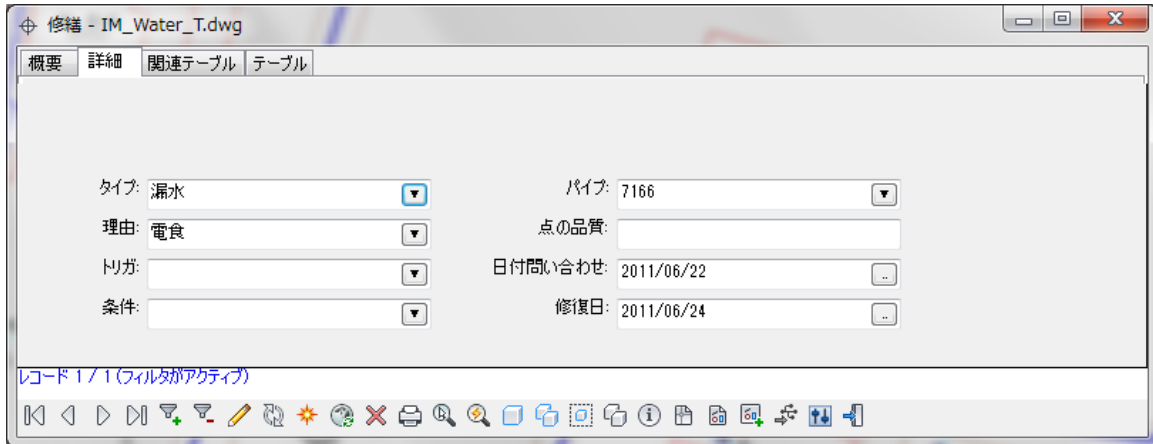 修繕 - IM_Water_T.dwg
概要 詳細 関連テーブル テーブル
タイプ: 漏水 パイプ: 7166
理由: 電食 点の品質:
トリガ: 日付問い合わせ: 2011/06/22
条件: 修復日: 2011/06/24
レコード 1 / 1 (フィルタがアクティブ)